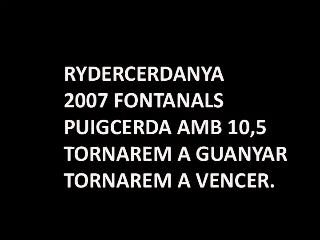 RYDERCERDANYA
2007 FONTANALS
PUIGCERDA AMB 10,5
TORNAREM A GUANYAR
TORNAREM A VENCER.